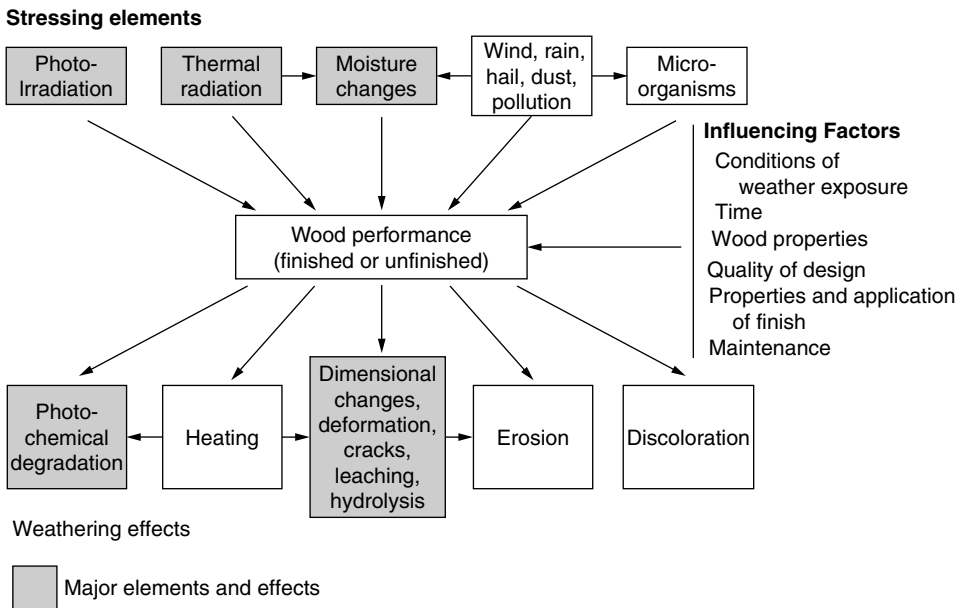 Stressing elements
Photo-
Irradiation
Thermal
radiation
Moisture
changes
Wind, rain,
hail, dust,
pollution
Micro-
organisms
Influencing Factors
Conditions of
weather exposure
Time
Wood properties
Quality of design
Properties and application
of finish
Maintenance
Wood performance
(finished or unfinished)
Photo-
chemical
degradation
Heating
Dimensional
changes,
deformation,
cracks,
leaching,
hydrolysis
Erosion
Discoloration
Weathering effects
Major elements and effects